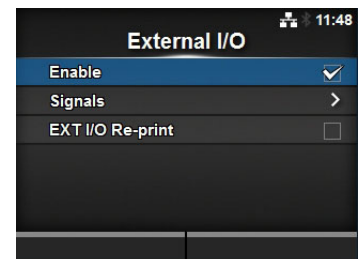 11:48
External I/O
Enable
Signals
EXT I/O Re-print